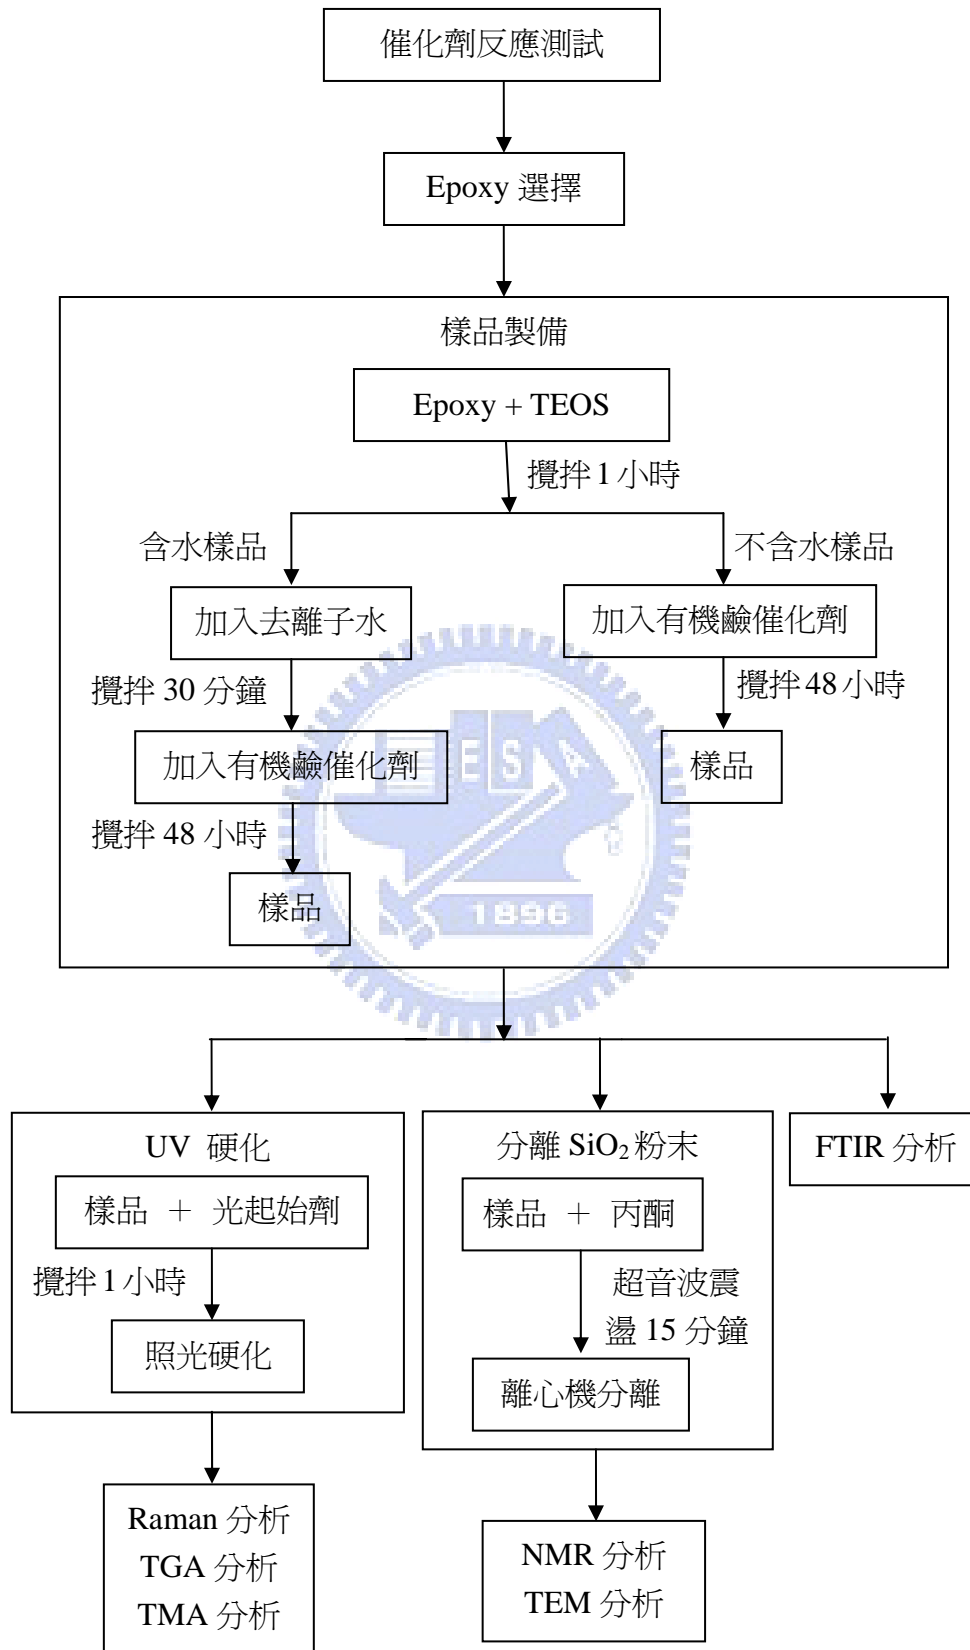 催化劑反應測試
Epoxy 選擇
樣品製備
Epoxy + TEOS
攪拌 1 小時
含水樣品
不含水樣品
加入去離子水
加入有機鹼催化劑
攪拌 30 分鐘
攪拌 48 小時
加入有機鹼催化劑
樣品
攪拌 48 小時
樣品
ESA
1896
UV 硬化
樣品 + 光起始劑
攪拌 1 小時
照光硬化
分離 SiO₂ 粉末
樣品 + 丙酮
超音波震
盪 15 分鐘
離心機分離
FTIR 分析
Raman 分析
TGA 分析
TMA 分析
NMR 分析
TEM 分析